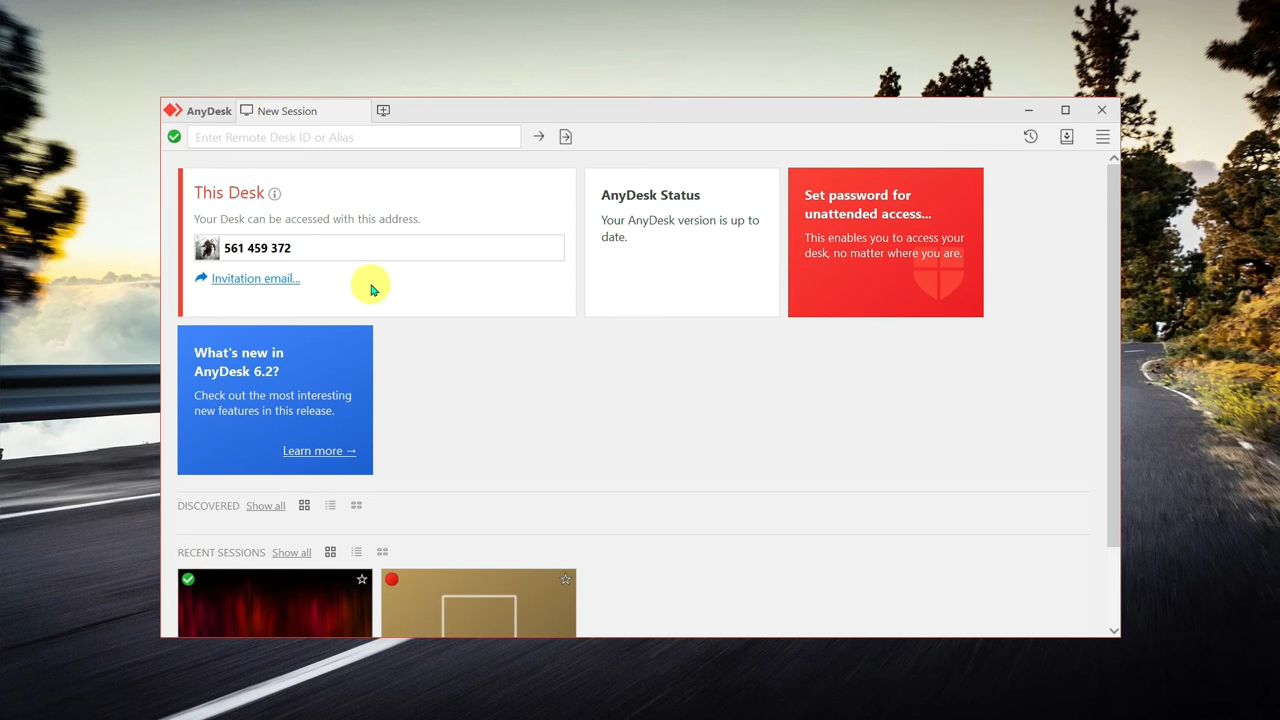 AnyDesk
New Session
Enter Remote Desk ID or Alias
This Desk
Your Desk can be accessed with this address.
561 459 372
Invitation email...
AnyDesk Status
Your AnyDesk version is up to
date.
Set password for
unattended access...
This enables you to access your
desk, no matter where you are.
What's new in
AnyDesk 6.2?
Check out the most interesting
new features in this release.
Learn more →
DISCOVERED Show all
RECENT SESSIONS Show all